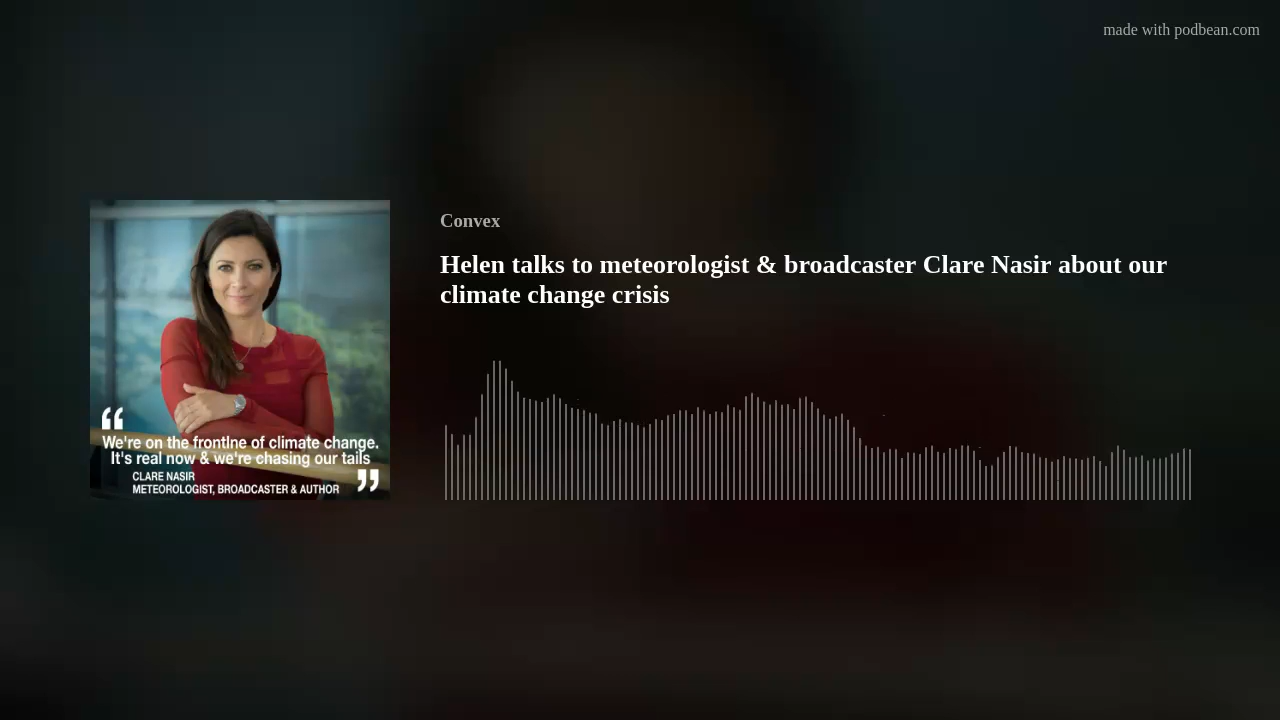 made with podbean.com
Convex
Helen talks to meteorologist & broadcaster Clare Nasir about our
climate change crisis
“
We're on the frontlne of climate change.
It's real now & we're chasing our tails
CLARE NASIR
METEOROLOGIST, BROADCASTER & AUTHOR
”